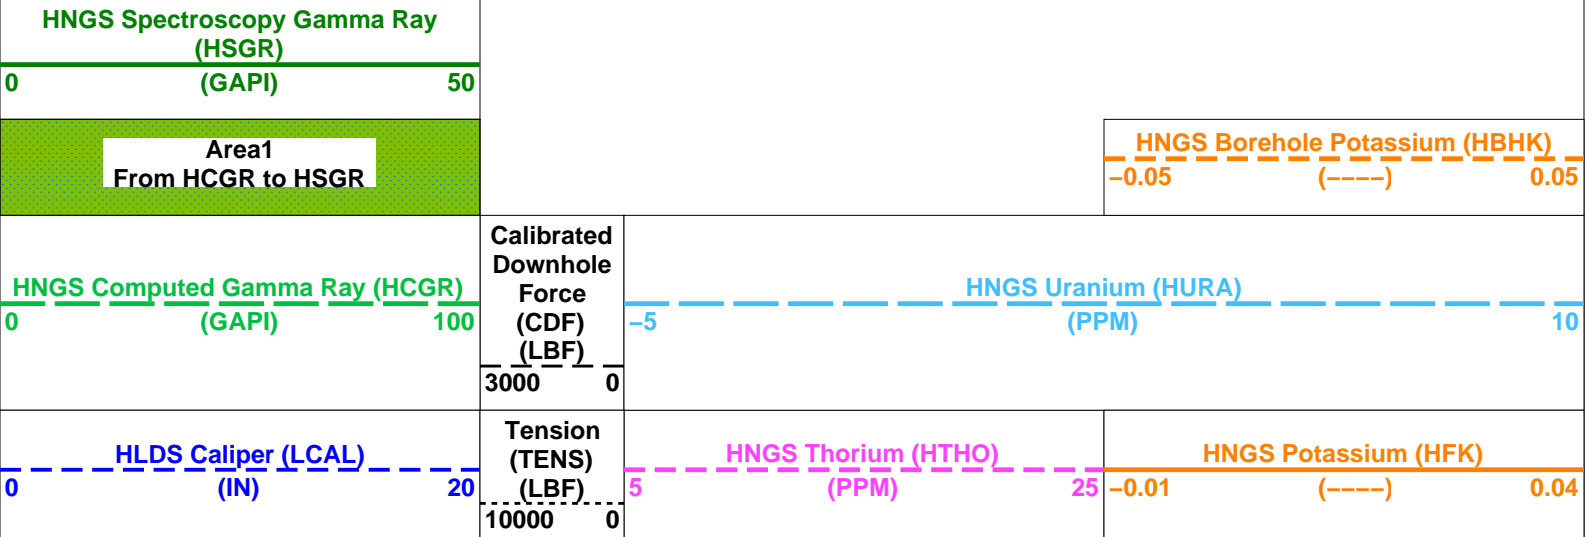 HNGS Spectroscopy Gamma Ray
(HSGR)
0 (GAPI) 50
Area1
From HCGR to HSGR
HNGS Borehole Potassium (HBHK)
−0.05 (−−−−) 0.05
HNGS Computed Gamma Ray (HCGR)
0 (GAPI) 100
Calibrated
Downhole
Force
(CDF)
(LBF)
3000 0
HNGS Uranium (HURA)
−5 (PPM) 10
HLDS Caliper (LCAL)
0 (IN) 20
Tension
(TENS)
(LBF)
10000 0
HNGS Thorium (HTHO)
5 (PPM) 25
HNGS Potassium (HFK)
−0.01 (−−−−) 0.04